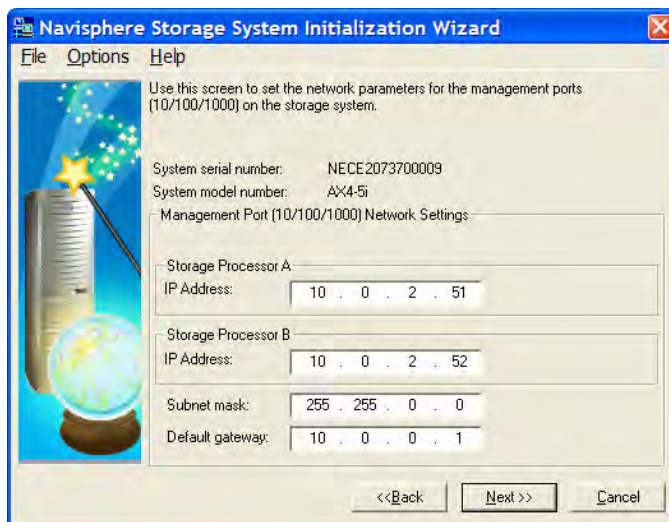 Navisphere Storage System Initialization Wizard
File Options Help
Use this screen to set the network parameters for the management ports
(10/100/1000) on the storage system.
System serial number: NECE2073700009
System model number: AX4-5i
Management Port (10/100/1000) Network Settings
Storage Processor A
IP Address: 10 . 0 . 2 . 51
Storage Processor B
IP Address: 10 . 0 . 2 . 52
Subnet mask: 255 . 255 . 0 . 0
Default gateway: 10 . 0 . 0 . 1
<<Back Next >> Cancel